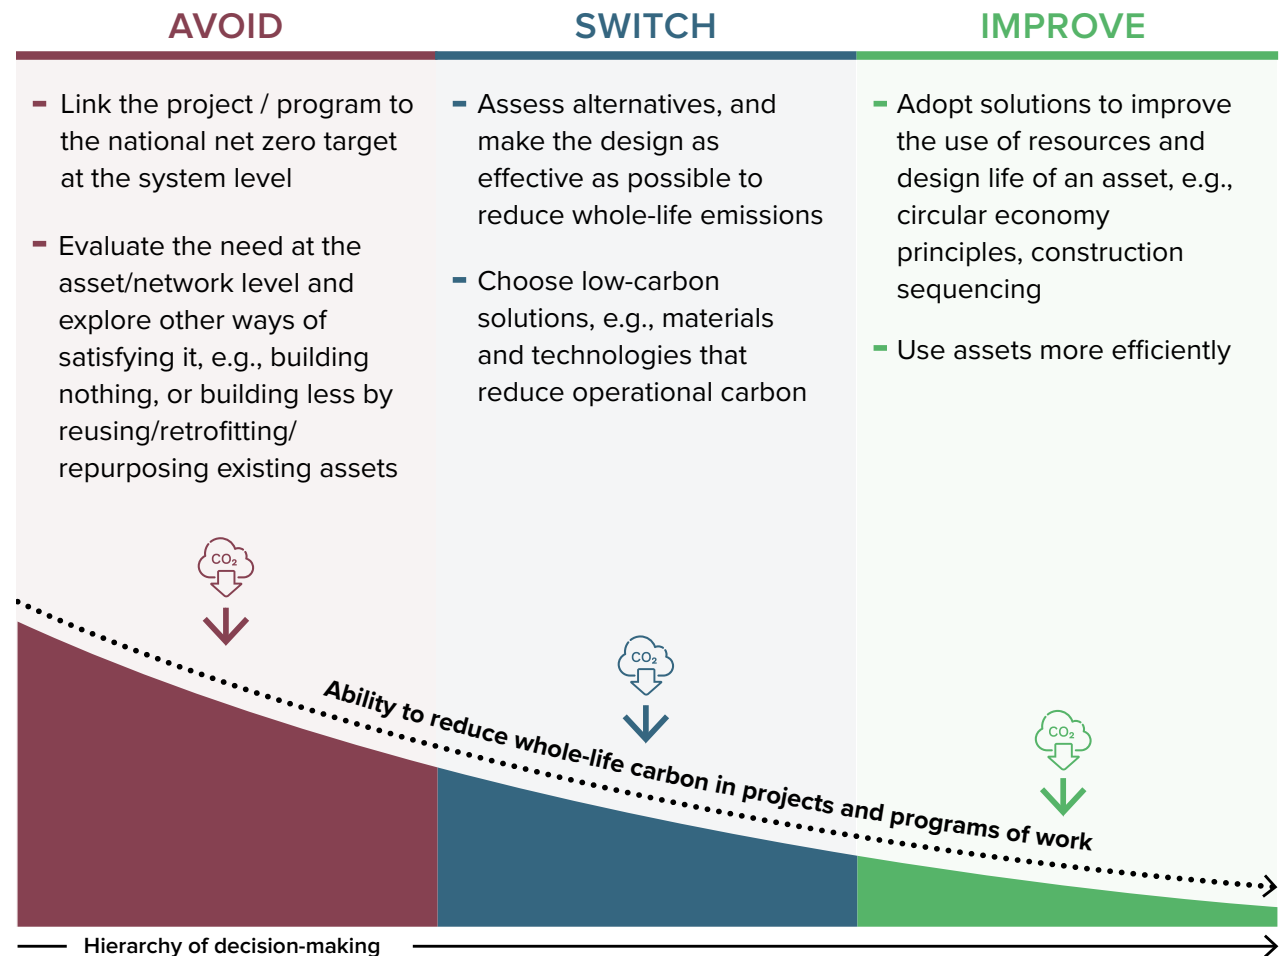 AVOID
Link the project / program to
the national net zero target
at the system level
Evaluate the need at the
asset/network level and
explore other ways of
satisfying it, e.g., building
nothing, or building less by
reusing/retrofitting/
repurposing existing assets
CO₂
SWITCH
Assess alternatives, and
make the design as
effective as possible to
reduce whole-life emissions
Choose low-carbon
solutions, e.g., materials
and technologies that
reduce operational carbon
CO₂
IMPROVE
Adopt solutions to improve
the use of resources and
design life of an asset, e.g.,
circular economy
principles, construction
sequencing
Use assets more efficiently
CO₂
Ability to reduce whole-life carbon in projects and programs of work
Hierarchy of decision-making